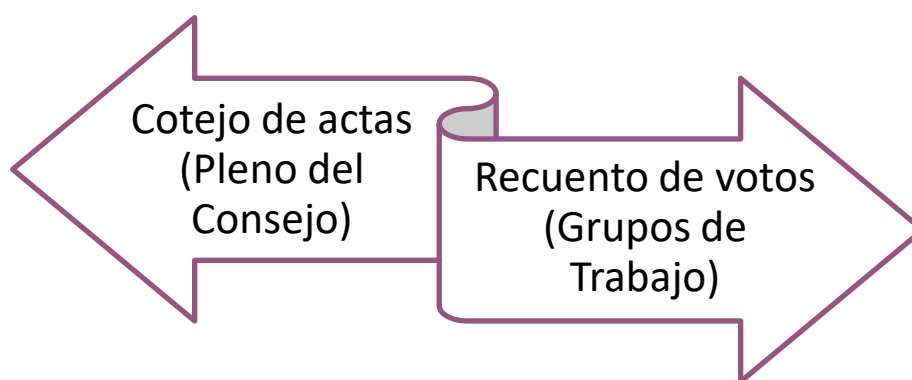 Cotejo de actas
(Pleno del
Consejo)
Recuento de votos
(Grupos de
Trabajo)